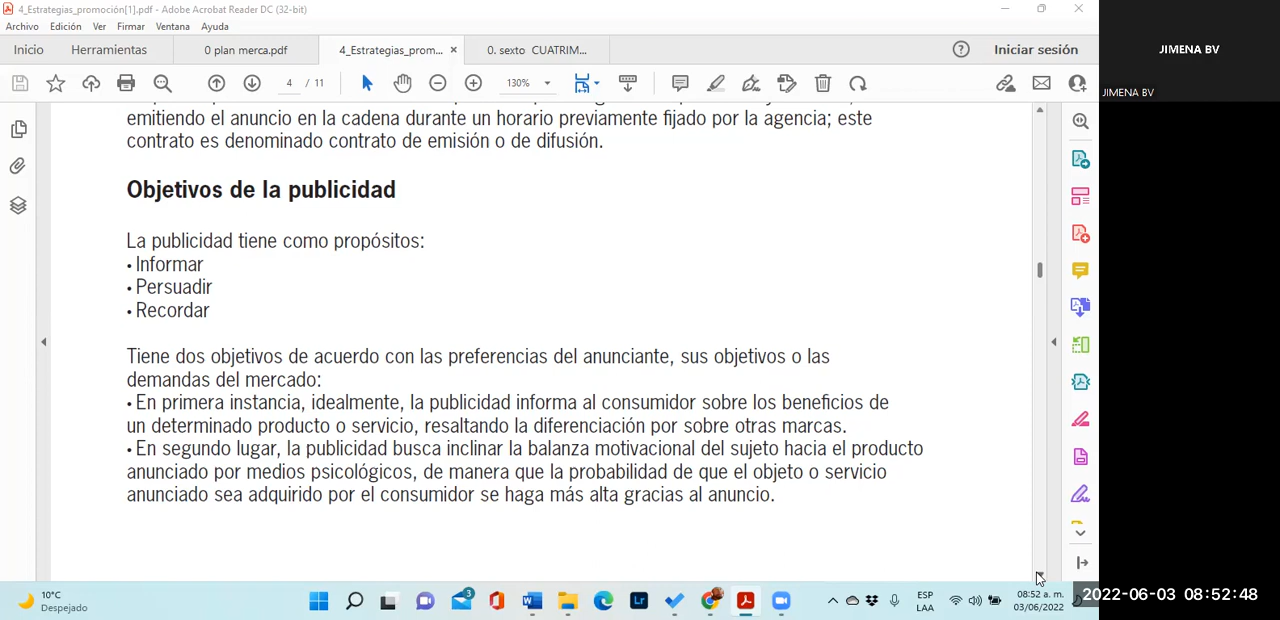 4_Estrategias_promoción[1].pdf - Adobe Acrobat Reader DC (32-bit)
Archivo Edición Ver Firmar Ventana Ayuda
Inicio Herramientas 0 plan merca.pdf 4_Estrategias_prom... × 0. sexto CUATRIM... Iniciar sesión
4 / 11 130%
emitiendo el anuncio en la cadena durante un horario previamente fijado por la agencia; este
contrato es denominado contrato de emisión o de difusión.
Objetivos de la publicidad
La publicidad tiene como propósitos:
• Informar
• Persuadir
• Recordar
Tiene dos objetivos de acuerdo con las preferencias del anunciante, sus objetivos o las
demandas del mercado:
• En primera instancia, idealmente, la publicidad informa al consumidor sobre los beneficios de
un determinado producto o servicio, resaltando la diferenciación por sobre otras marcas.
• En segundo lugar, la publicidad busca inclinar la balanza motivacional del sujeto hacia el producto
anunciado por medios psicológicos, de manera que la probabilidad de que el objeto o servicio
anunciado sea adquirido por el consumidor se haga más alta gracias al anuncio.
JIMENA BV
JIMENA BV
10°C
Despejado
3
ESP
LAA
08:52 a. m.
03/06/2022
2022-06-03 08:52:48